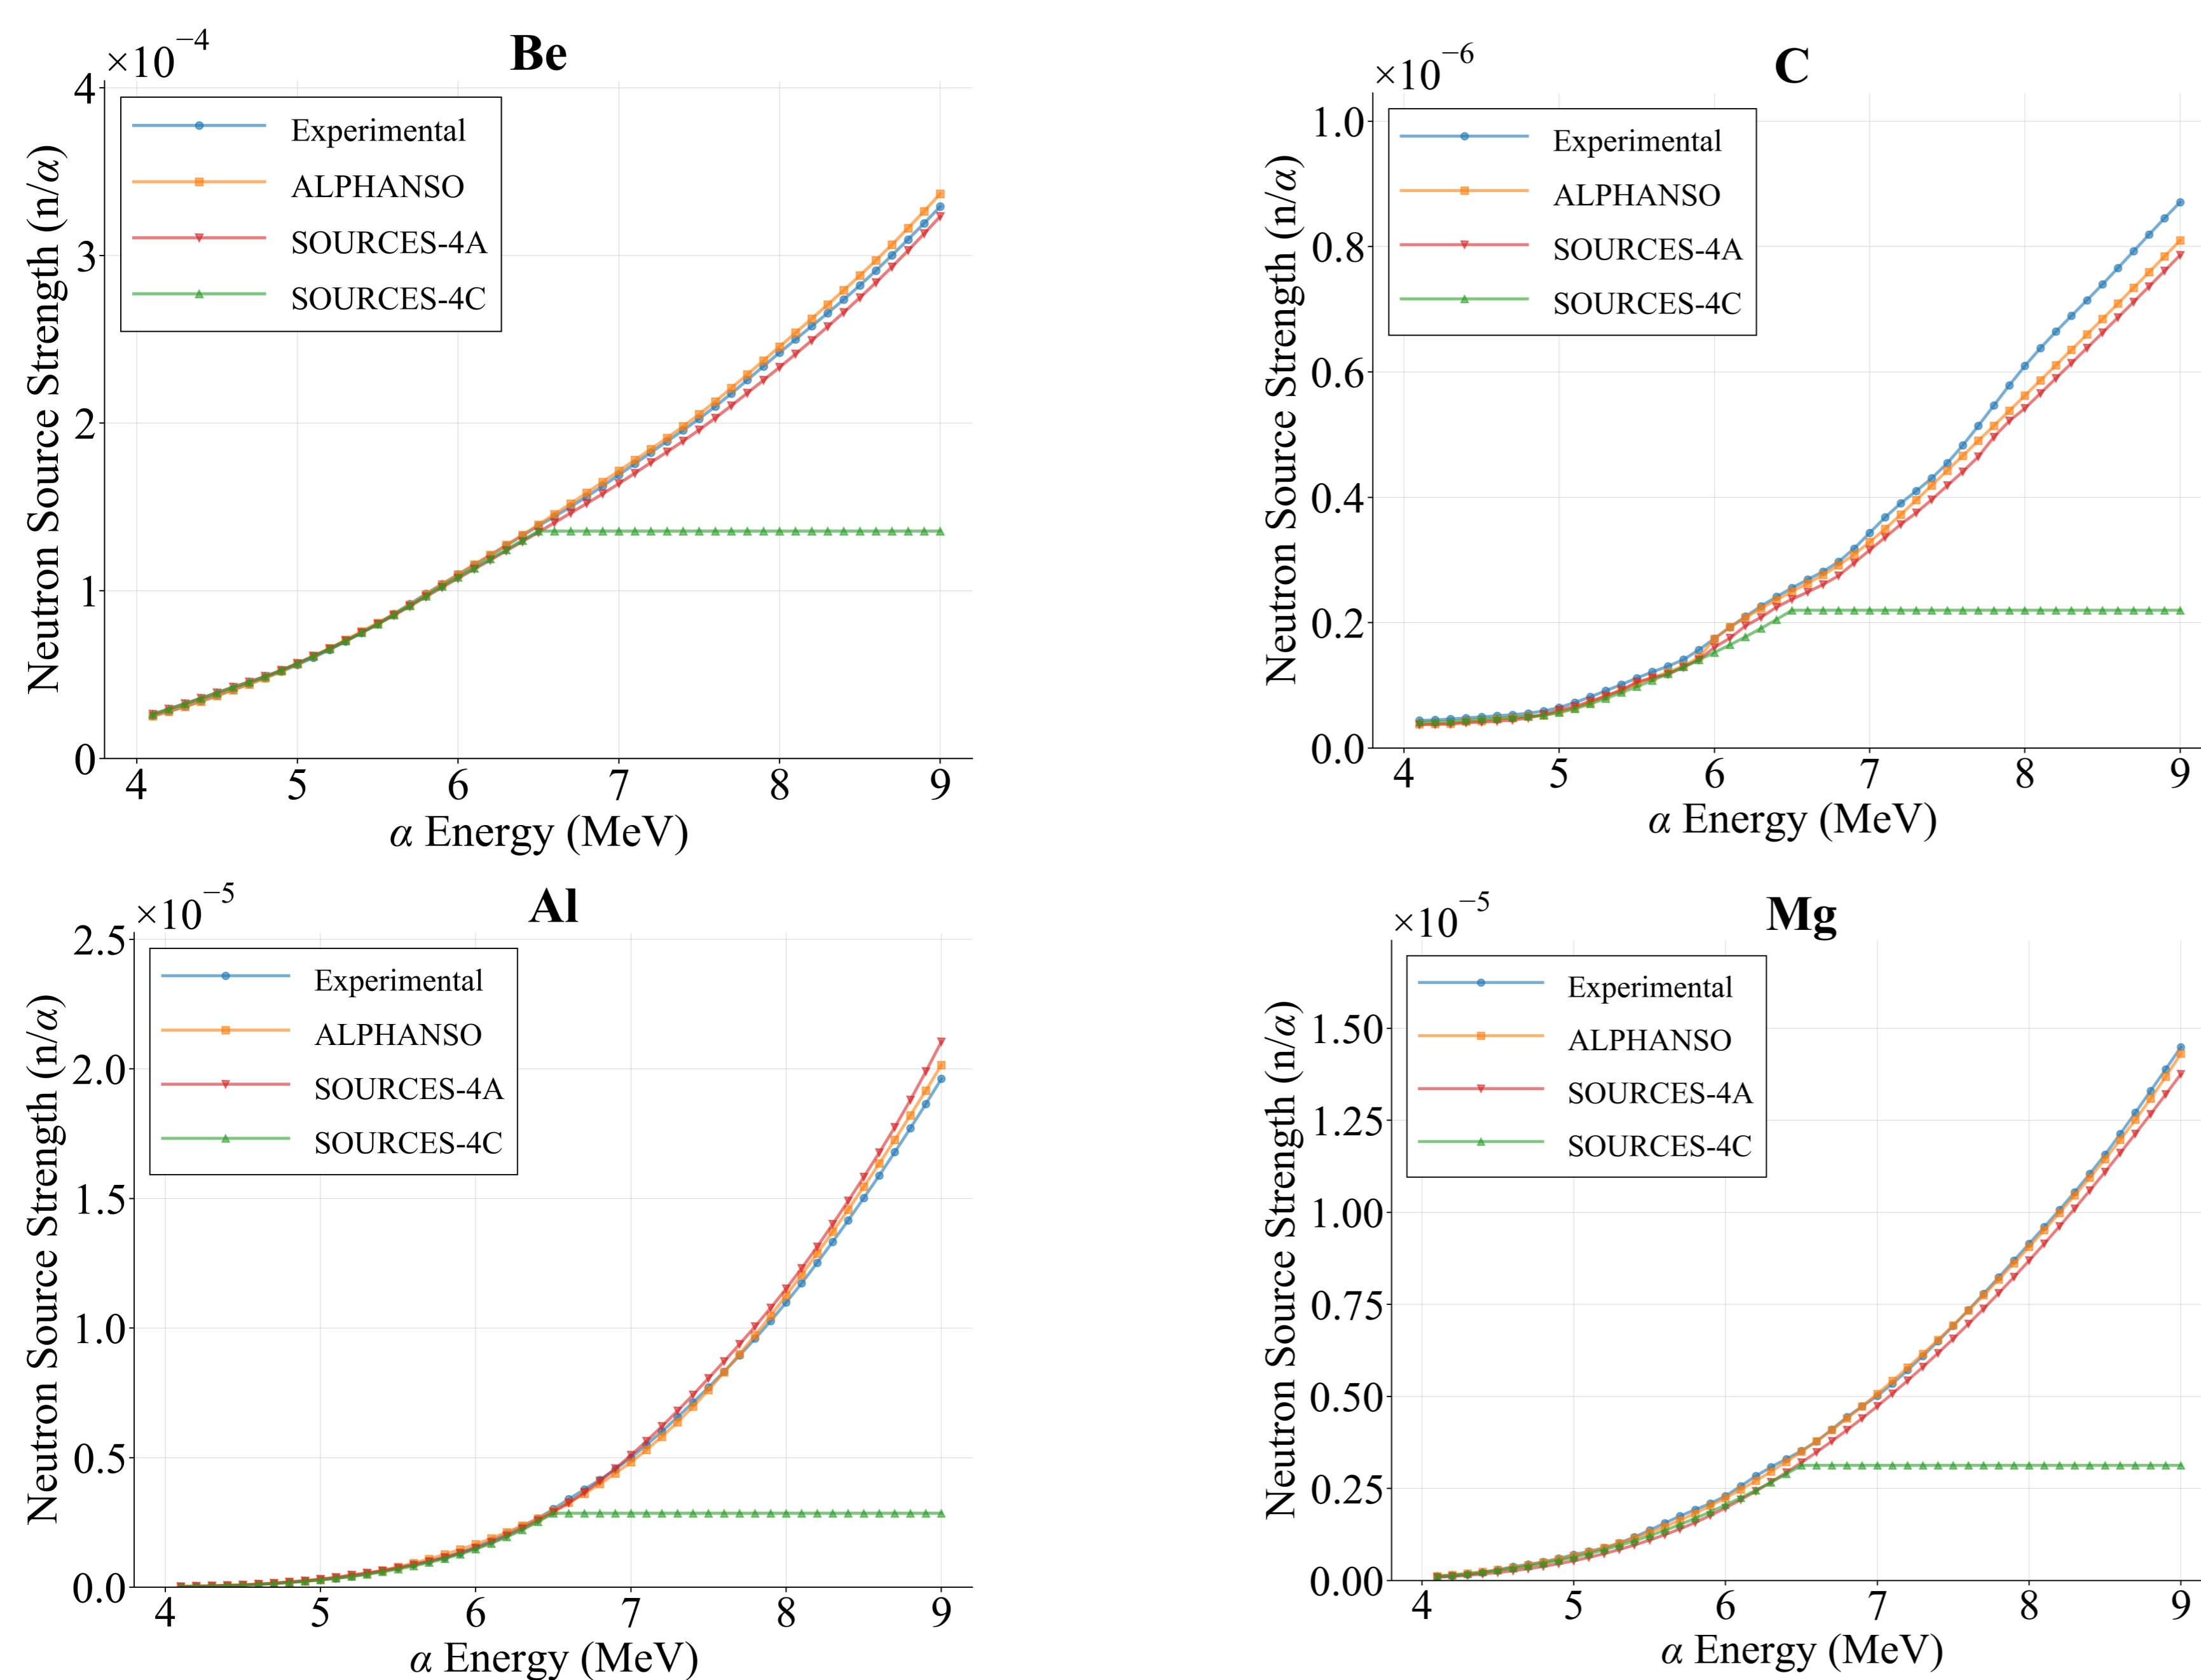 Be
×10⁻⁴
4
3
2
1
0
Neutron Source Strength (n/α)
Experimental
ALPHANSO
SOURCES-4A
SOURCES-4C
4 5 6 7 8 9
α Energy (MeV)
C
×10⁻⁶
1.0
0.8
0.6
0.4
0.2
0.0
Neutron Source Strength (n/α)
Experimental
ALPHANSO
SOURCES-4A
SOURCES-4C
4 5 6 7 8 9
α Energy (MeV)
Al
×10⁻⁵
2.5
2.0
1.5
1.0
0.5
0.0
Neutron Source Strength (n/α)
Experimental
ALPHANSO
SOURCES-4A
SOURCES-4C
4 5 6 7 8 9
α Energy (MeV)
Mg
×10⁻⁵
1.50
1.25
1.00
0.75
0.50
0.25
0.00
Neutron Source Strength (n/α)
Experimental
ALPHANSO
SOURCES-4A
SOURCES-4C
4 5 6 7 8 9
α Energy (MeV)